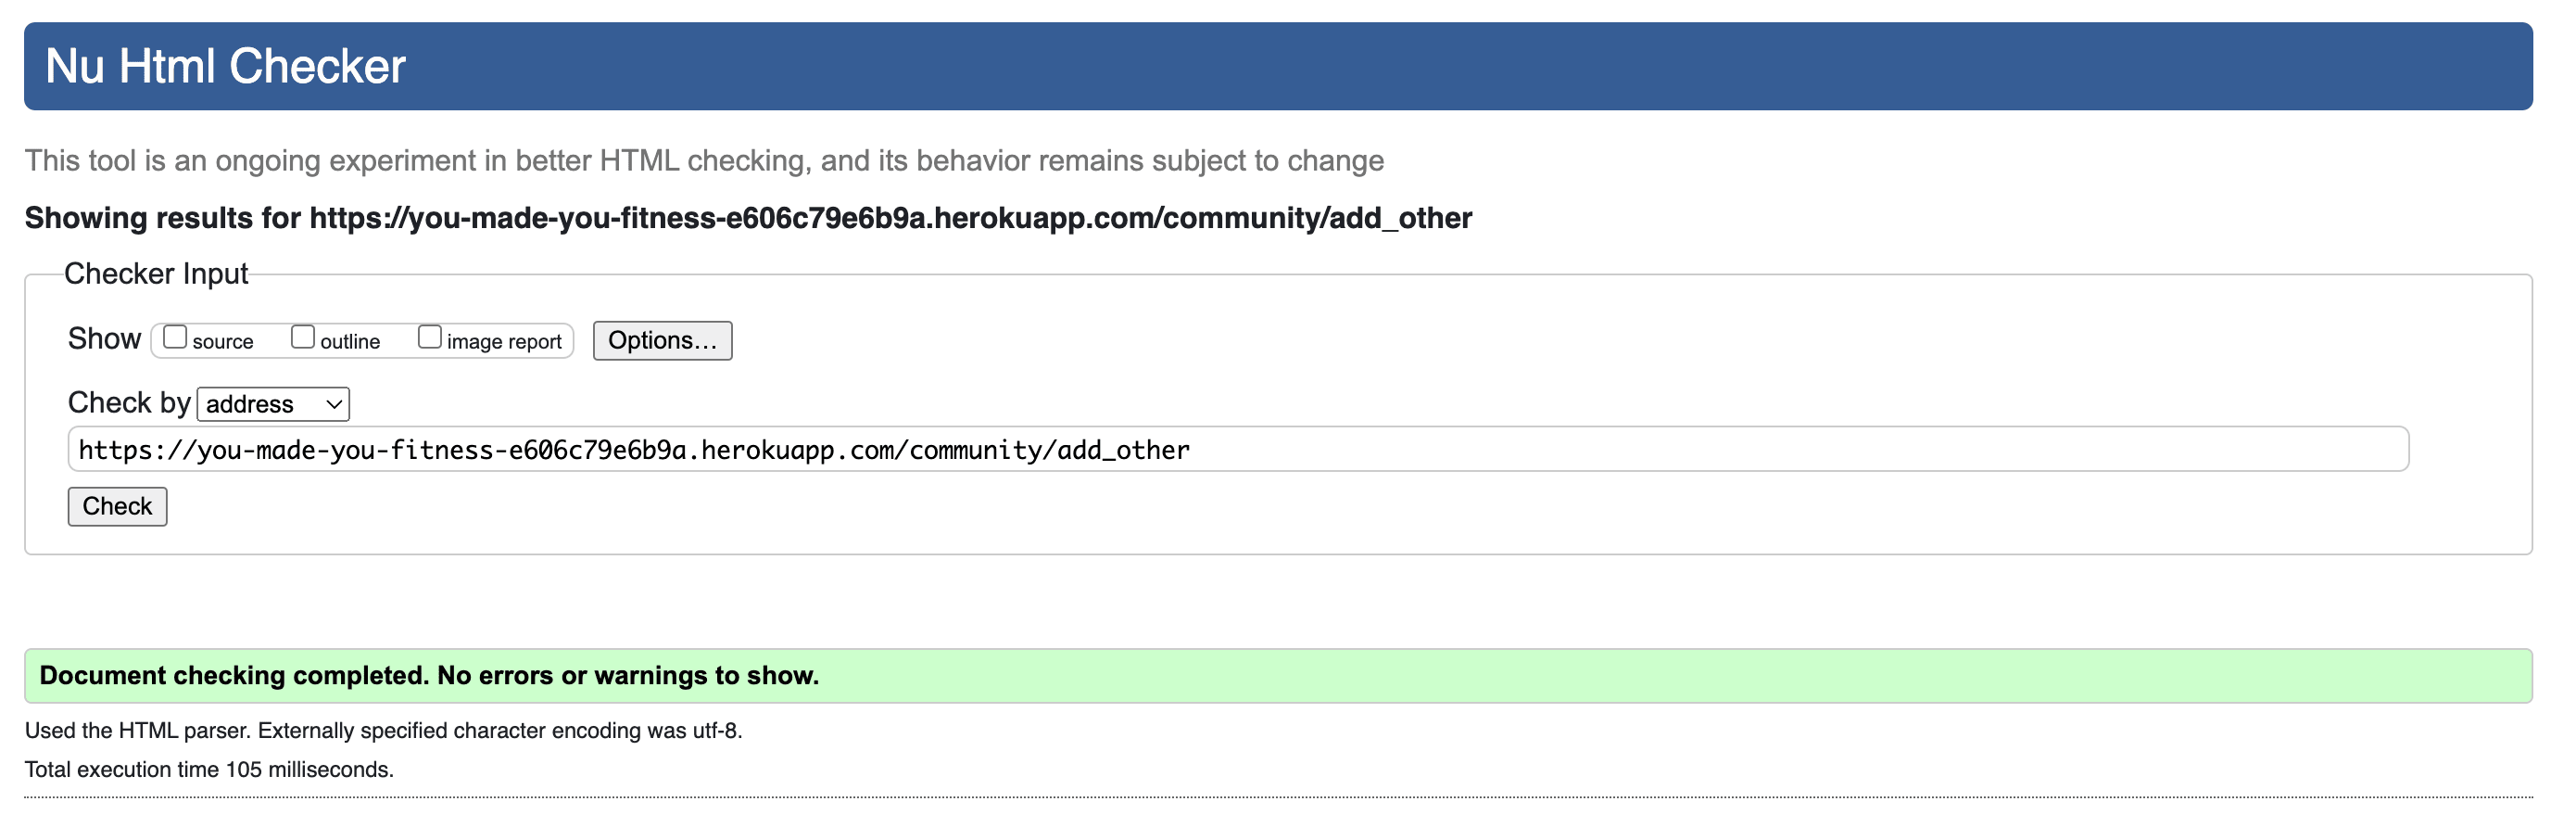 Nu Html Checker
This tool is an ongoing experiment in better HTML checking, and its behavior remains subject to change
Showing results for https://you-made-you-fitness-e606c79e6b9a.herokuapp.com/community/add_other
Checker Input
Show source outline image report Options...
Check by address
https://you-made-you-fitness-e606c79e6b9a.herokuapp.com/community/add_other
Check
Document checking completed. No errors or warnings to show.
Used the HTML parser. Externally specified character encoding was utf-8.
Total execution time 105 milliseconds.